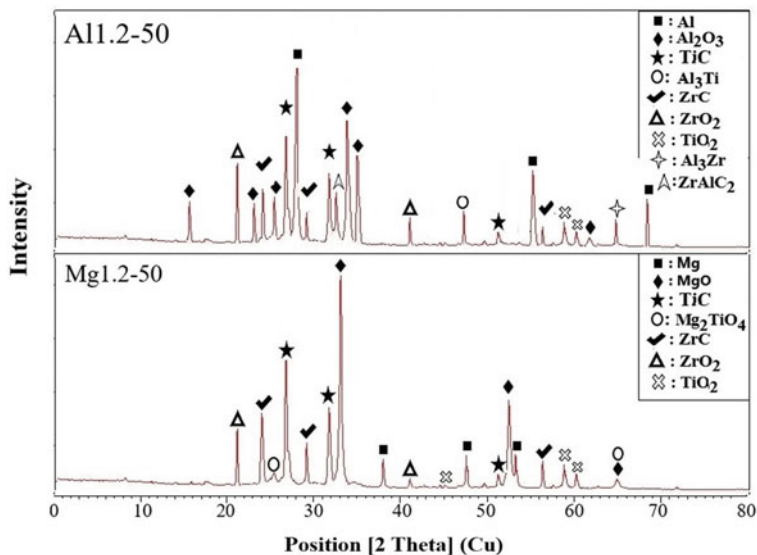 Al1.2-50
■ : Al
♦ : Al₂O₃
★ : TiC
○ : Al₃Ti
✔ : ZrC
△ : ZrO₂
: TiO₂
: Al₃Zr
: ZrAlC₂
Intensity
Mg1.2-50
■ : Mg
♦ : MgO
★ : TiC
○ : Mg₂TiO₄
✔ : ZrC
△ : ZrO₂
: TiO₂
0 10 20 30 40 50 60 70 80
Position [2 Theta] (Cu)